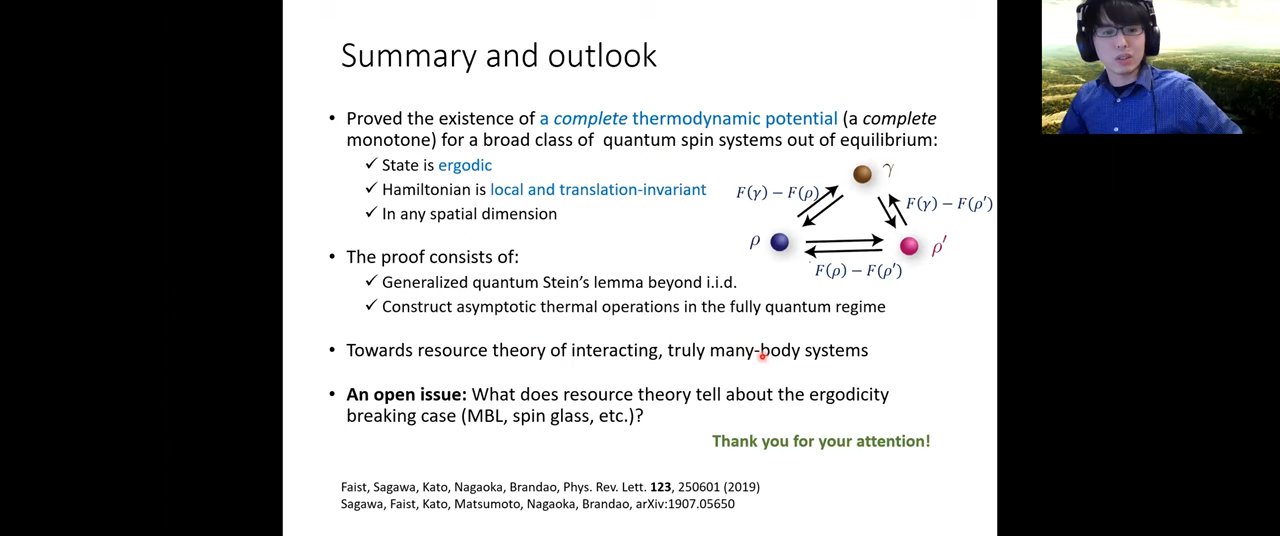 Summary and outlook
• Proved the existence of a complete thermodynamic potential (a complete
monotone) for a broad class of quantum spin systems out of equilibrium:
✓ State is ergodic
✓ Hamiltonian is local and translation-invariant
✓ In any spatial dimension
γ
F(γ) − F(ρ)
F(γ) − F(ρ′)
ρ
ρ′
F(ρ) − F(ρ′)
• The proof consists of:
✓ Generalized quantum Stein's lemma beyond i.i.d.
✓ Construct asymptotic thermal operations in the fully quantum regime
• Towards resource theory of interacting, truly many-body systems
• An open issue: What does resource theory tell about the ergodicity
breaking case (MBL, spin glass, etc.)?
Thank you for your attention!
Faist, Sagawa, Kato, Nagaoka, Brandao, Phys. Rev. Lett. 123, 250601 (2019)
Sagawa, Faist, Kato, Matsumoto, Nagaoka, Brandao, arXiv:1907.05650